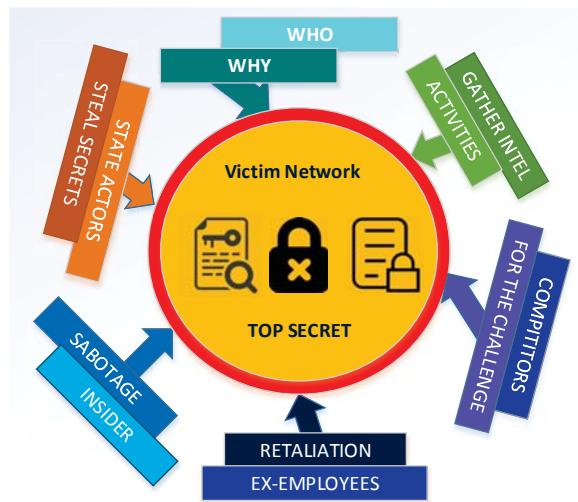 WHO
WHY
GATHER INTEL
ACTIVITIES
STEAL SECRETS
STATE ACTORS
Victim Network
TOP SECRET
FOR THE CHALLENGE
COMPITITORS
SABOTAGE
INSIDER
RETALIATION
EX-EMPLOYEES